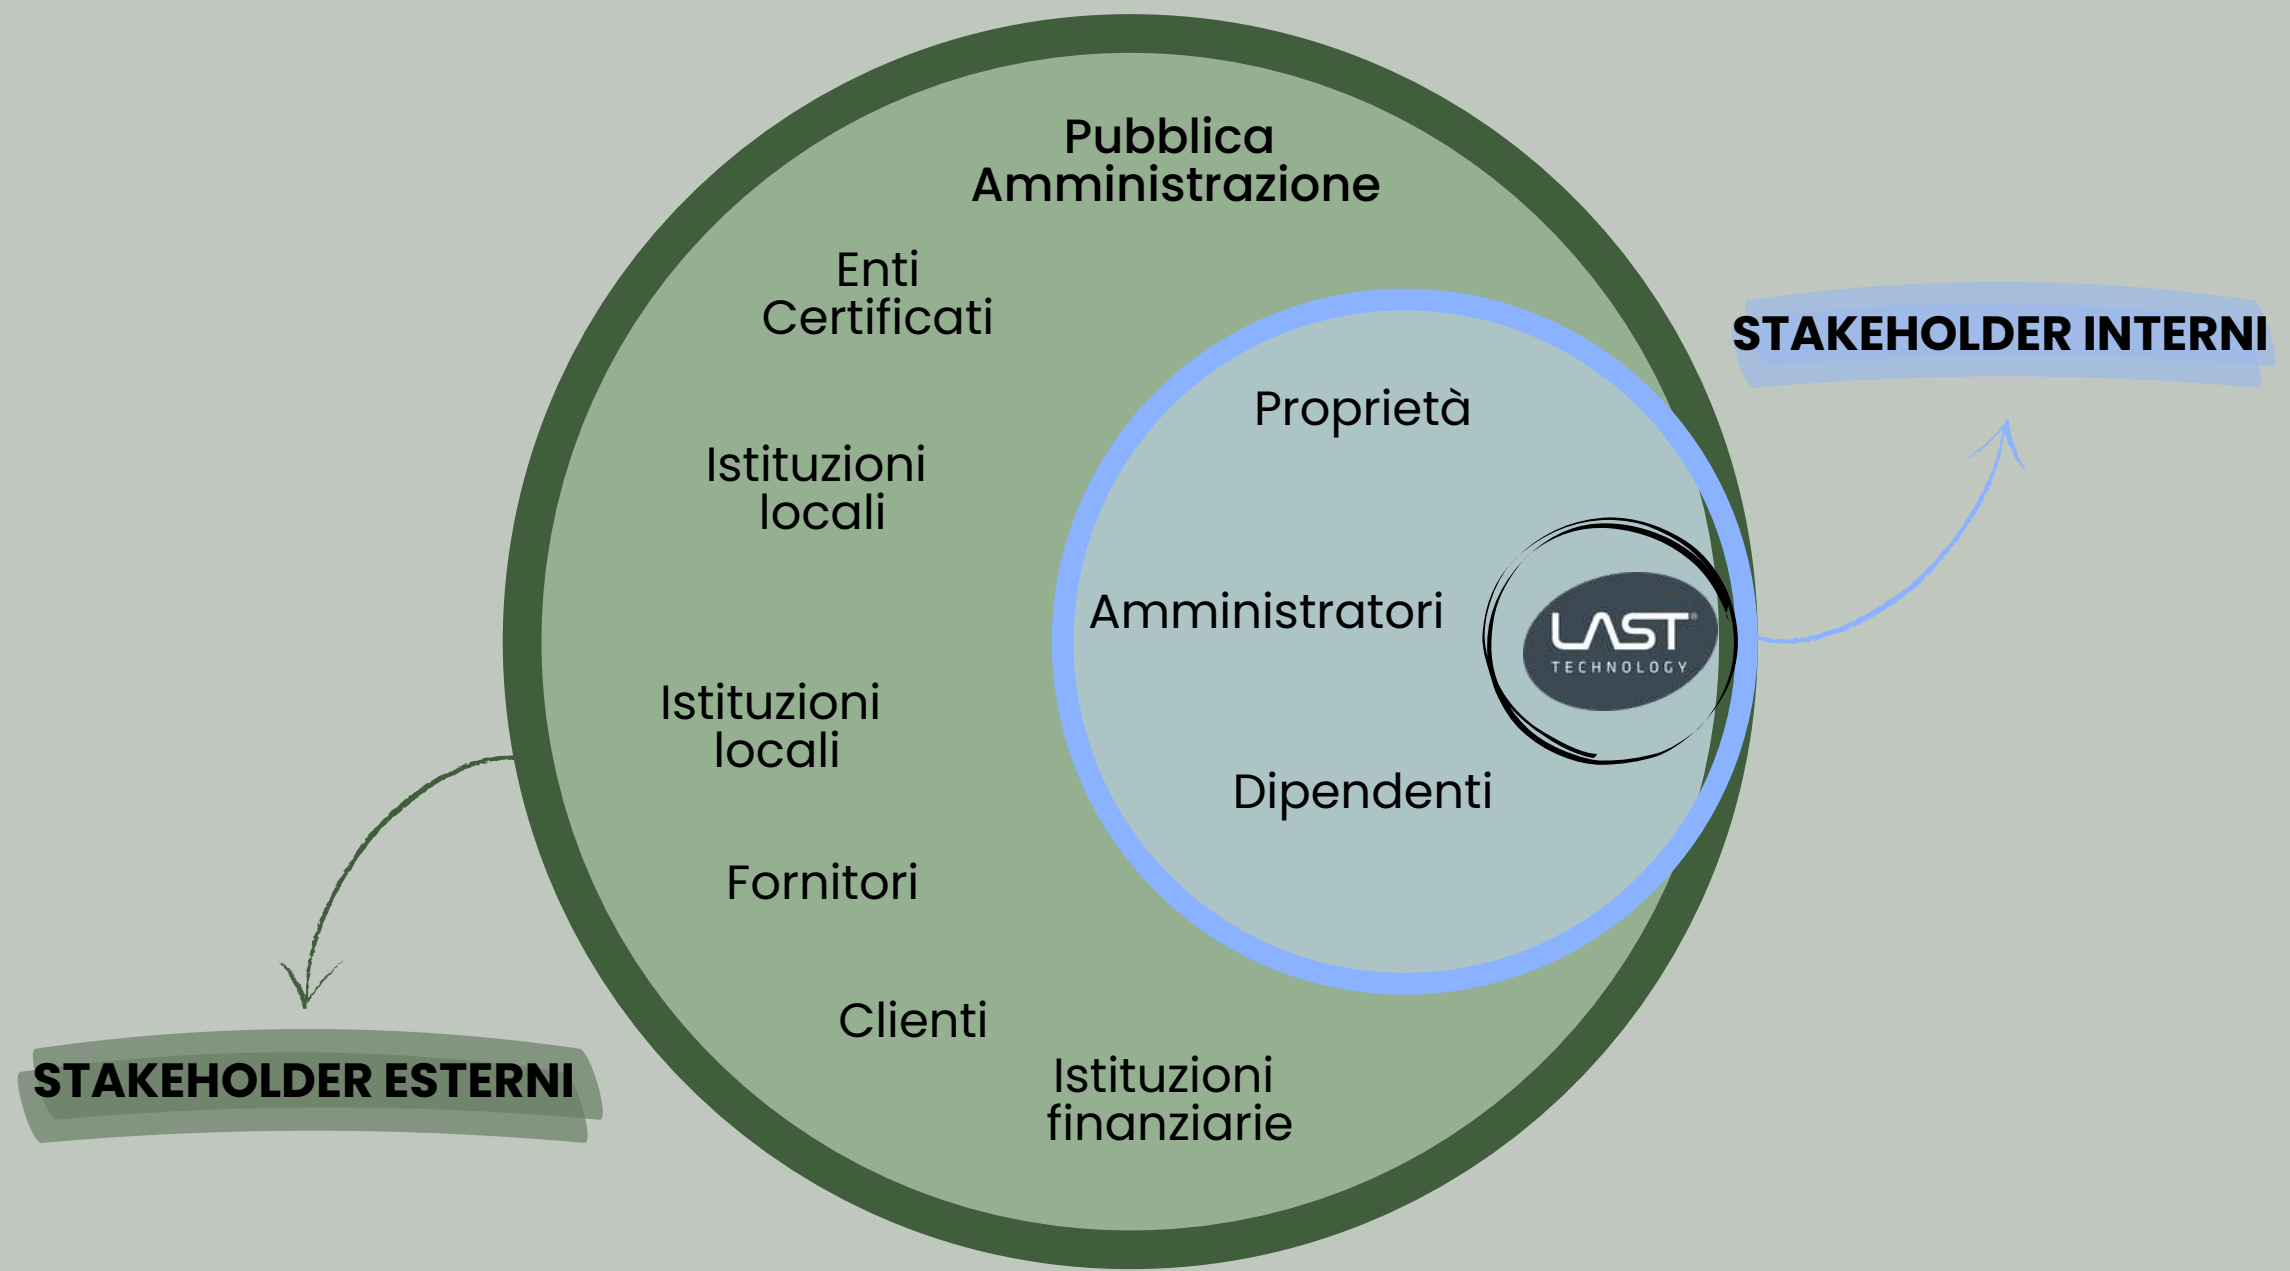 Pubblica
Amministrazione
Enti
Certificati
STAKEHOLDER INTERNI
Proprietà
Istituzioni
locali
Amministratori
LAST®
TECHNOLOGY
Istituzioni
locali
Dipendenti
Fornitori
Clienti
Istituzioni
finanziarie
STAKEHOLDER ESTERNI